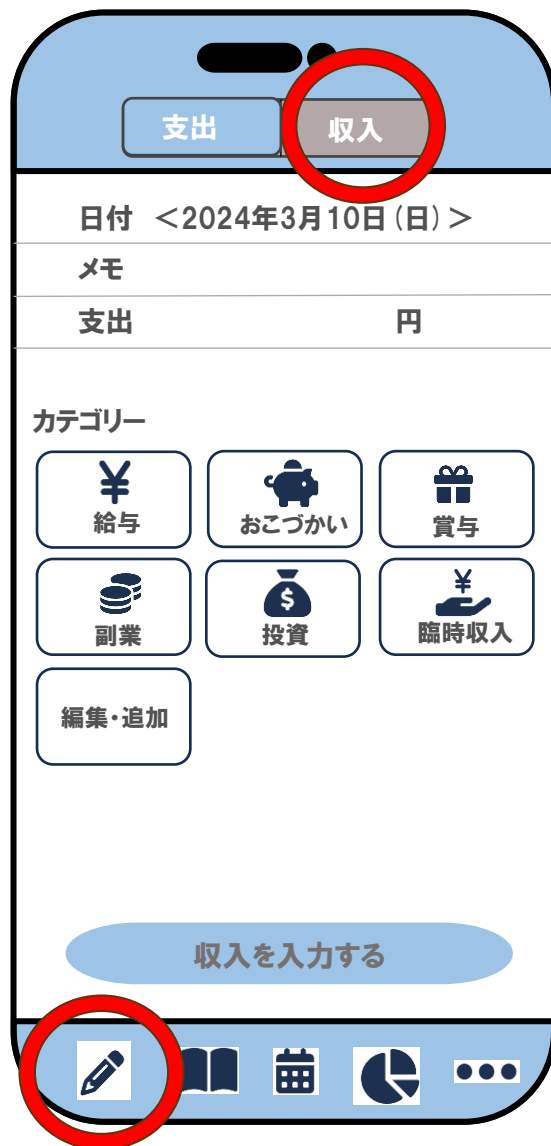 支出 収入
日付 <2024年3月10日(日)>
メモ
支出 円
カテゴリー
¥ ¥
給与 おこづかい 賞与
$
副業 投資 臨時収入
編集・追加
収入を入力する